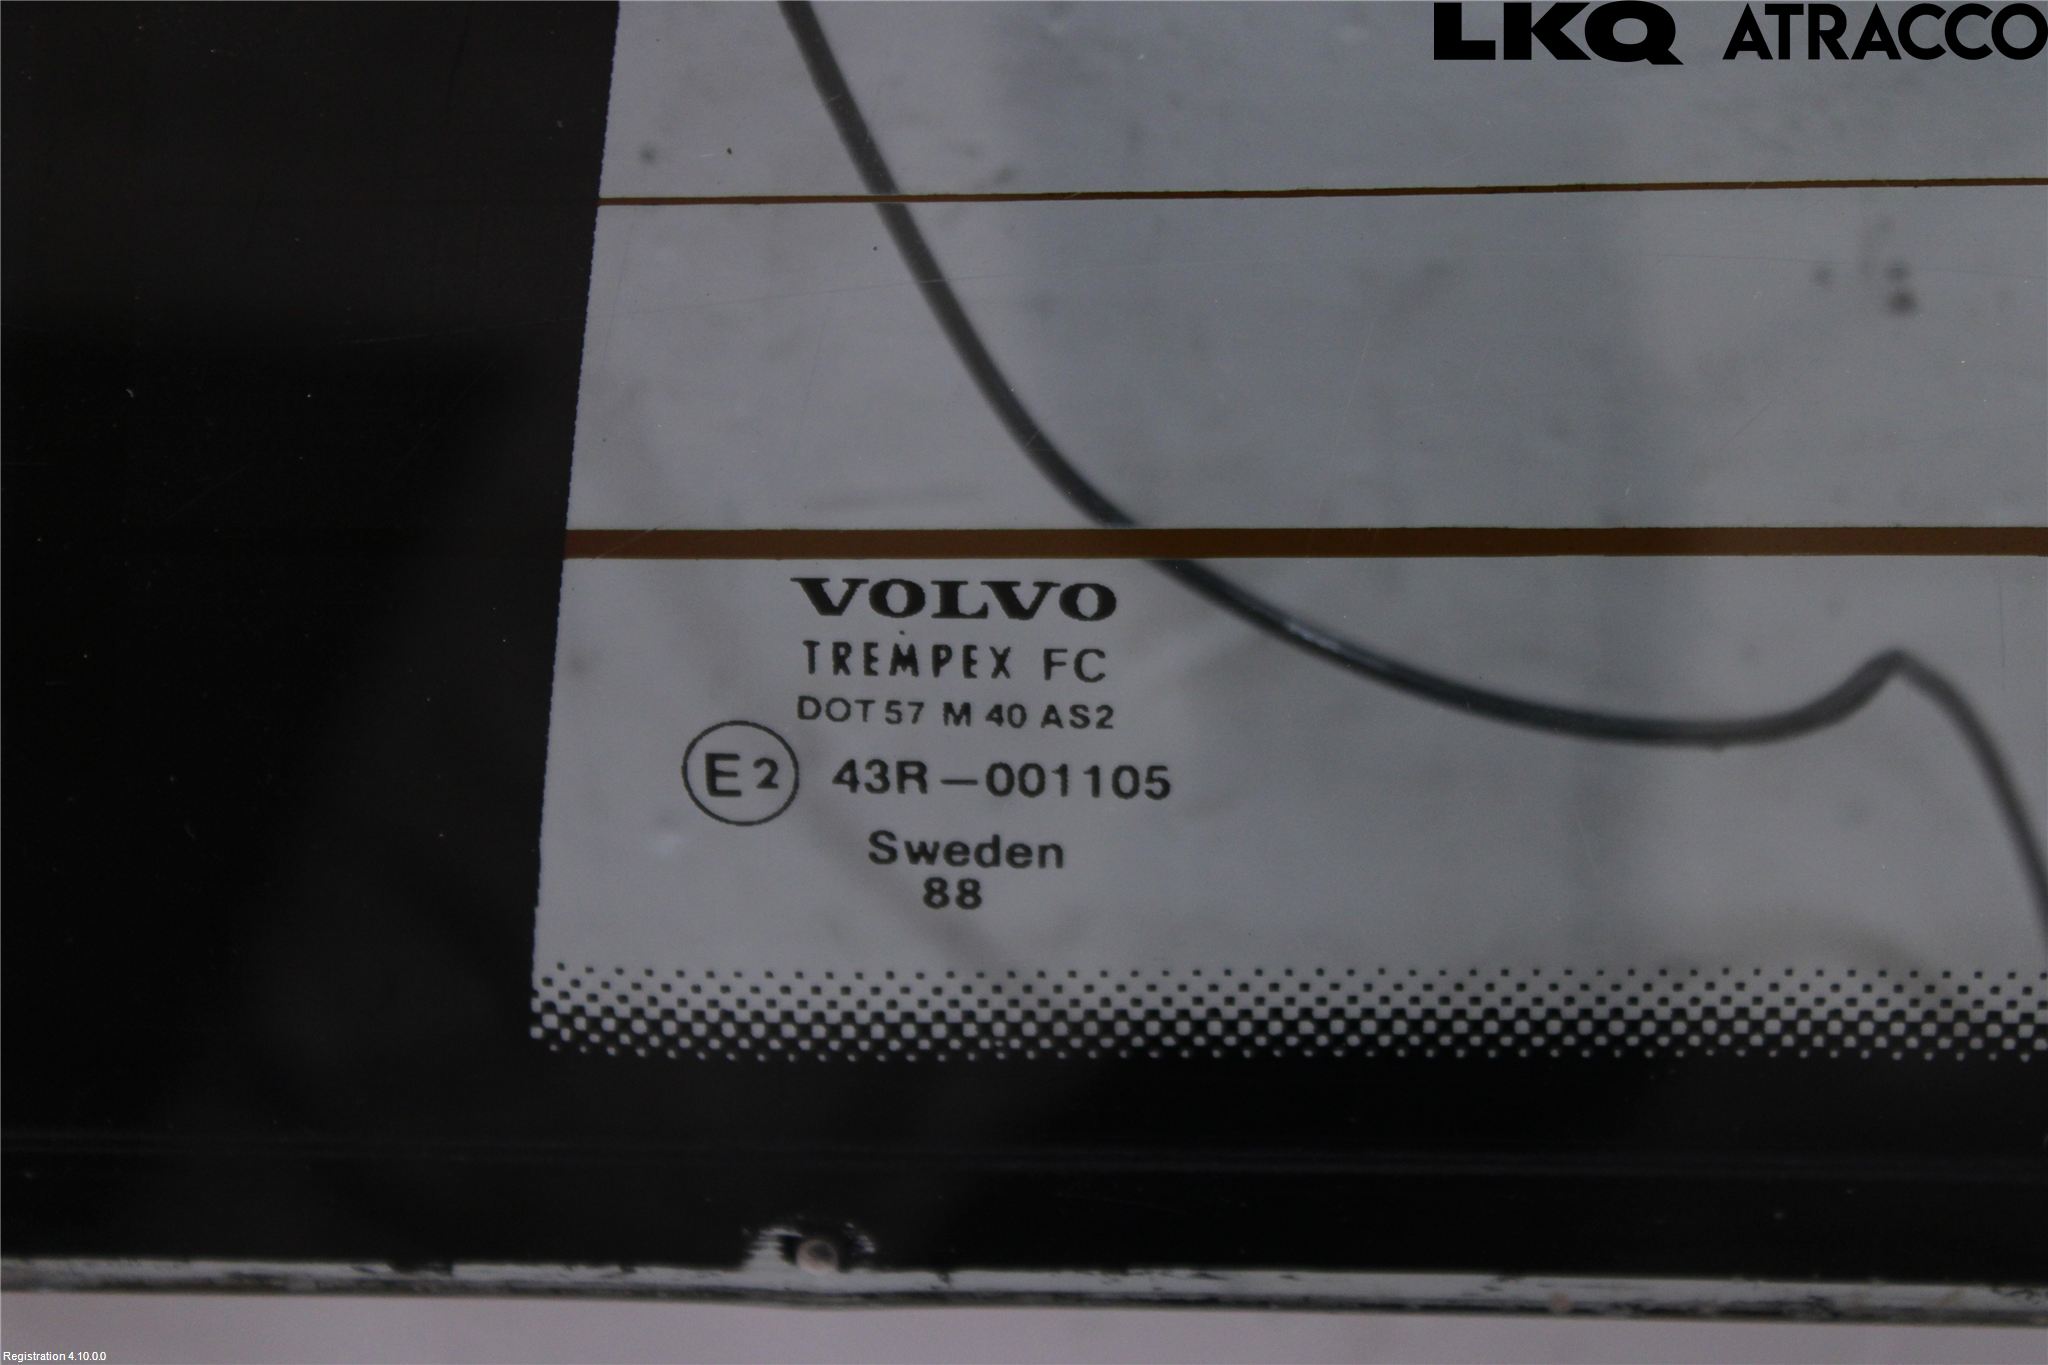 LKQ ATRACCO
VOLVO
TREMPEX FC
DOT 57 M 40 AS2
E2 43R-001105
Sweden
88
Registration 4.10.0.0